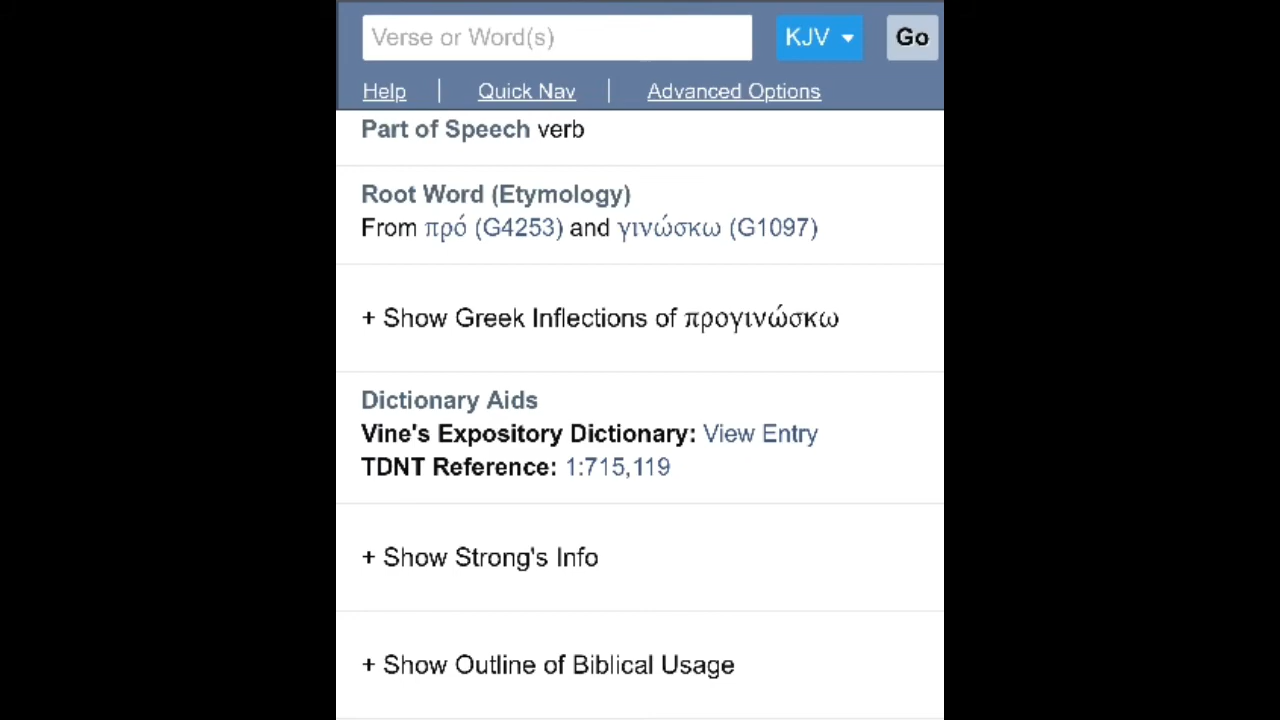 Verse or Word(s) KJV Go
Help | Quick Nav | Advanced Options
Part of Speech verb
Root Word (Etymology)
From πρό (G4253) and γινώσκω (G1097)
+ Show Greek Inflections of προγινώσκω
Dictionary Aids
Vine's Expository Dictionary: View Entry
TDNT Reference: 1:715,119
+ Show Strong's Info
+ Show Outline of Biblical Usage